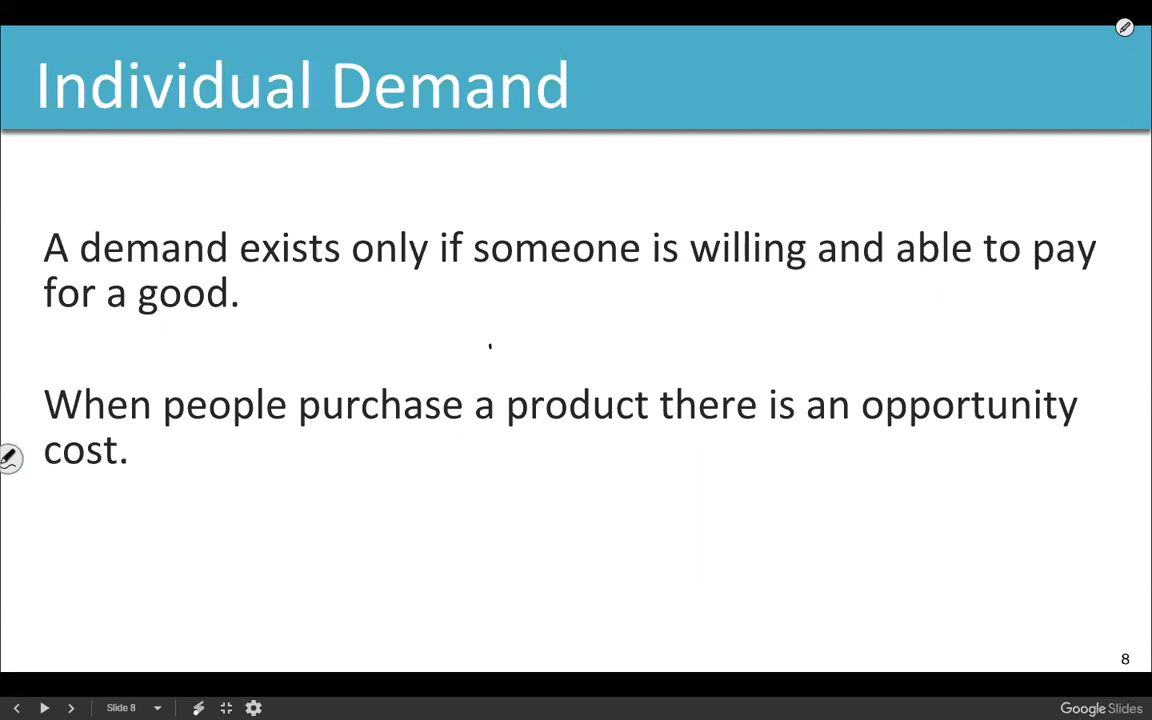 Individual Demand
A demand exists only if someone is willing and able to pay
for a good.
When people purchase a product there is an opportunity
cost.
8
Slide 8
Google Slides